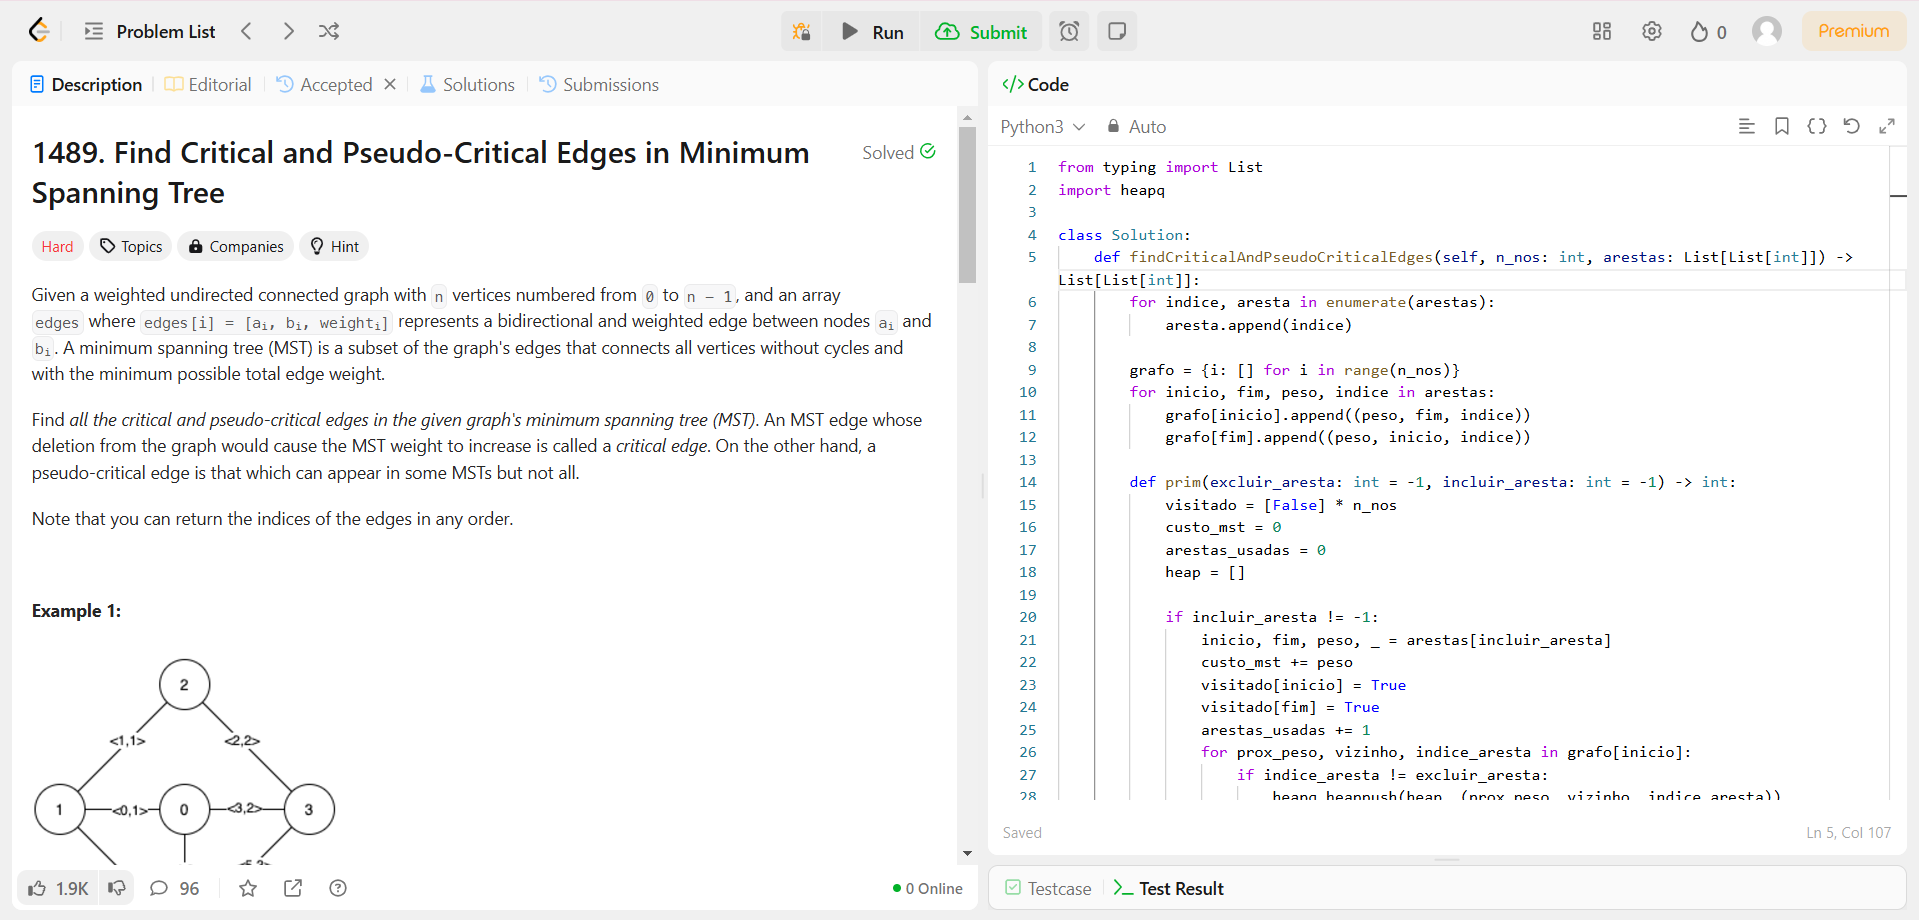 Problem List
Run
Submit
0
Premium
Description
Editorial
Accepted
Solutions
Submissions
1489. Find Critical and Pseudo-Critical Edges in Minimum
Spanning Tree
Solved
Hard
Topics
Companies
Hint
Given a weighted undirected connected graph with n vertices numbered from 0 to n - 1, and an array
edges where edges[i] = [aᵢ, bᵢ, weightᵢ] represents a bidirectional and weighted edge between nodes aᵢ and
bᵢ. A minimum spanning tree (MST) is a subset of the graph's edges that connects all vertices without cycles and
with the minimum possible total edge weight.
Find all the critical and pseudo-critical edges in the given graph's minimum spanning tree (MST). An MST edge whose
deletion from the graph would cause the MST weight to increase is called a critical edge. On the other hand, a
pseudo-critical edge is that which can appear in some MSTs but not all.
Note that you can return the indices of the edges in any order.
Example 1:
2
<1,1>
<2,2>
1
<0,1>
0
<3,2>
3
1.9K
96
0 Online
</> Code
Python3
Auto
1 from typing import List
2 import heapq
3
4 class Solution:
5     def findCriticalAndPseudoCriticalEdges(self, n_nos: int, arestas: List[List[int]]) ->
List[List[int]]:
6         for indice, aresta in enumerate(arestas):
7             aresta.append(indice)
8
9         grafo = {i: [] for i in range(n_nos)}
10         for inicio, fim, peso, indice in arestas:
11             grafo[inicio].append((peso, fim, indice))
12             grafo[fim].append((peso, inicio, indice))
13
14         def prim(excluir_aresta: int = -1, incluir_aresta: int = -1) -> int:
15             visitado = [False] * n_nos
16             custo_mst = 0
17             arestas_usadas = 0
18             heap = []
19
20             if incluir_aresta != -1:
21                 inicio, fim, peso, _ = arestas[incluir_aresta]
22                 custo_mst += peso
23                 visitado[inicio] = True
24                 visitado[fim] = True
25                 arestas_usadas += 1
26                 for prox_peso, vizinho, indice_aresta in grafo[inicio]:
27                     if indice_aresta != excluir_aresta:
28                         heapq.heappush(heap, (prox_peso, vizinho, indice_aresta))
Saved
Ln 5, Col 107
Testcase
Test Result